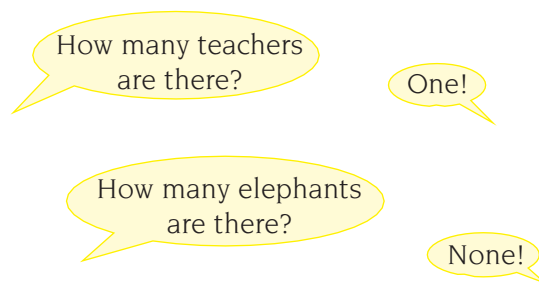 How many teachers
are there?
One!
How many elephants
are there?
None!